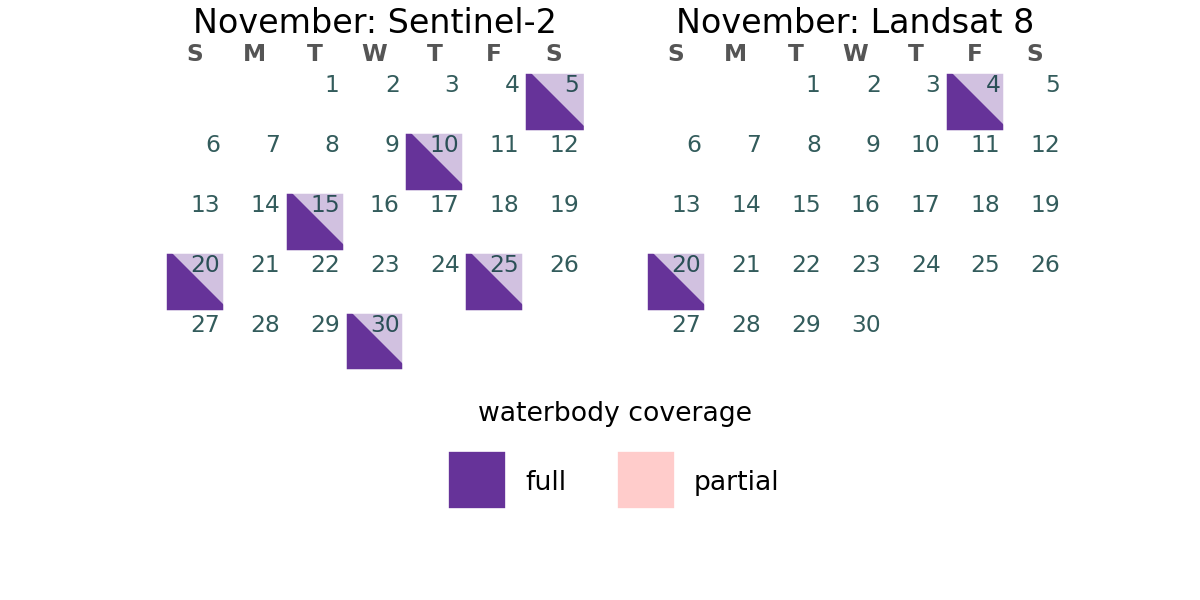 November: Sentinel-2
S M T W T F S
1 2 3 4 5
6 7 8 9 10 11 12
13 14 15 16 17 18 19
20 21 22 23 24 25 26
27 28 29 30
November: Landsat 8
S M T W T F S
1 2 3 4 5
6 7 8 9 10 11 12
13 14 15 16 17 18 19
20 21 22 23 24 25 26
27 28 29 30
waterbody coverage
full
partial